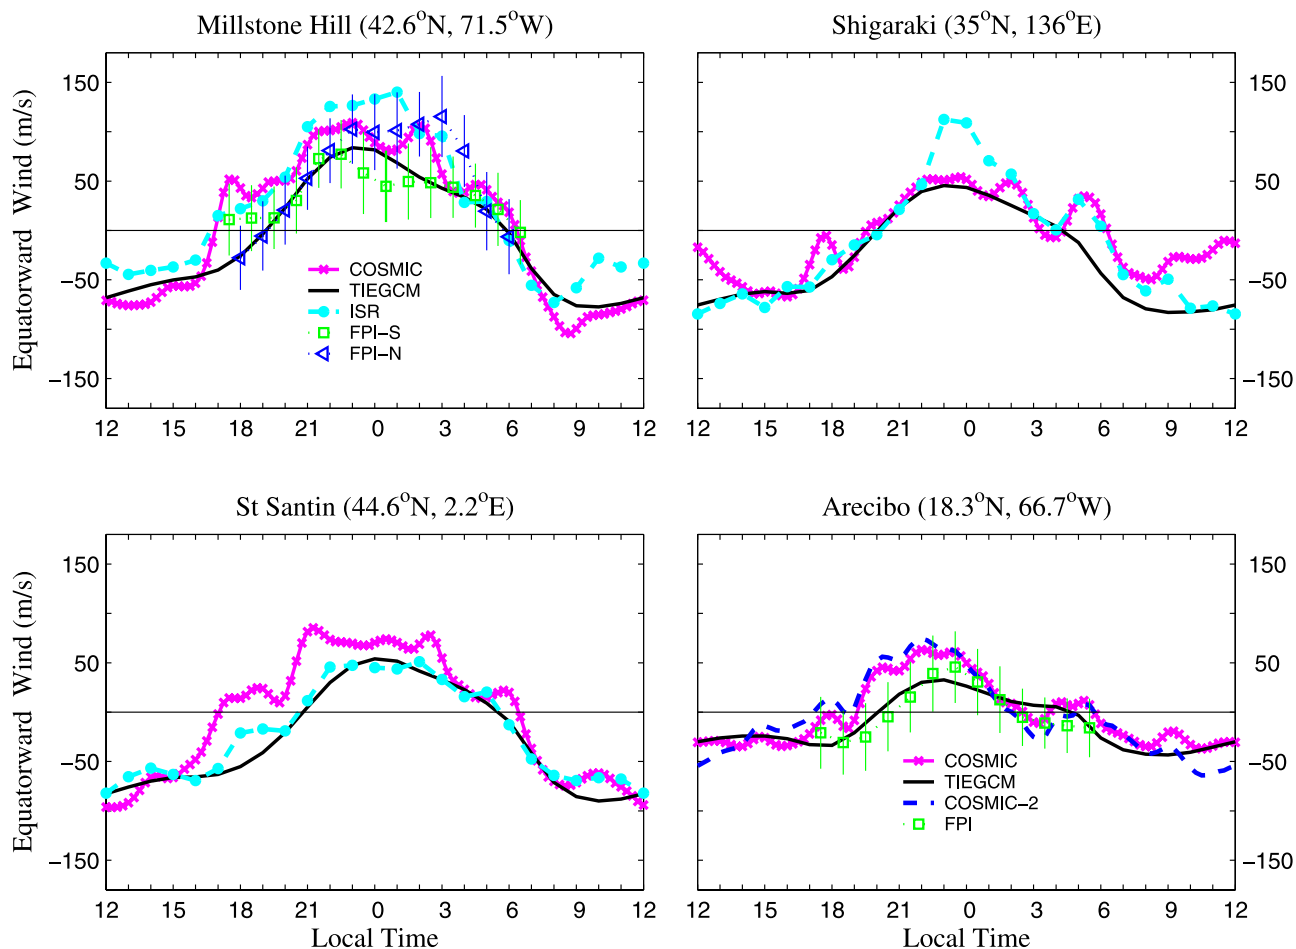 Millstone Hill (42.6°N, 71.5°W)
Shigaraki (35°N, 136°E)
Equatorward Wind (m/s)
150
50
−50
−150
COSMIC
TIEGCM
ISR
FPI−S
FPI−N
12 15 18 21 0 3 6 9 12
150
50
−50
−150
12 15 18 21 0 3 6 9 12
St Santin (44.6°N, 2.2°E)
Arecibo (18.3°N, 66.7°W)
Equatorward Wind (m/s)
150
50
−50
−150
12 15 18 21 0 3 6 9 12
Local Time
150
50
−50
−150
COSMIC
TIEGCM
COSMIC−2
FPI
12 15 18 21 0 3 6 9 12
Local Time